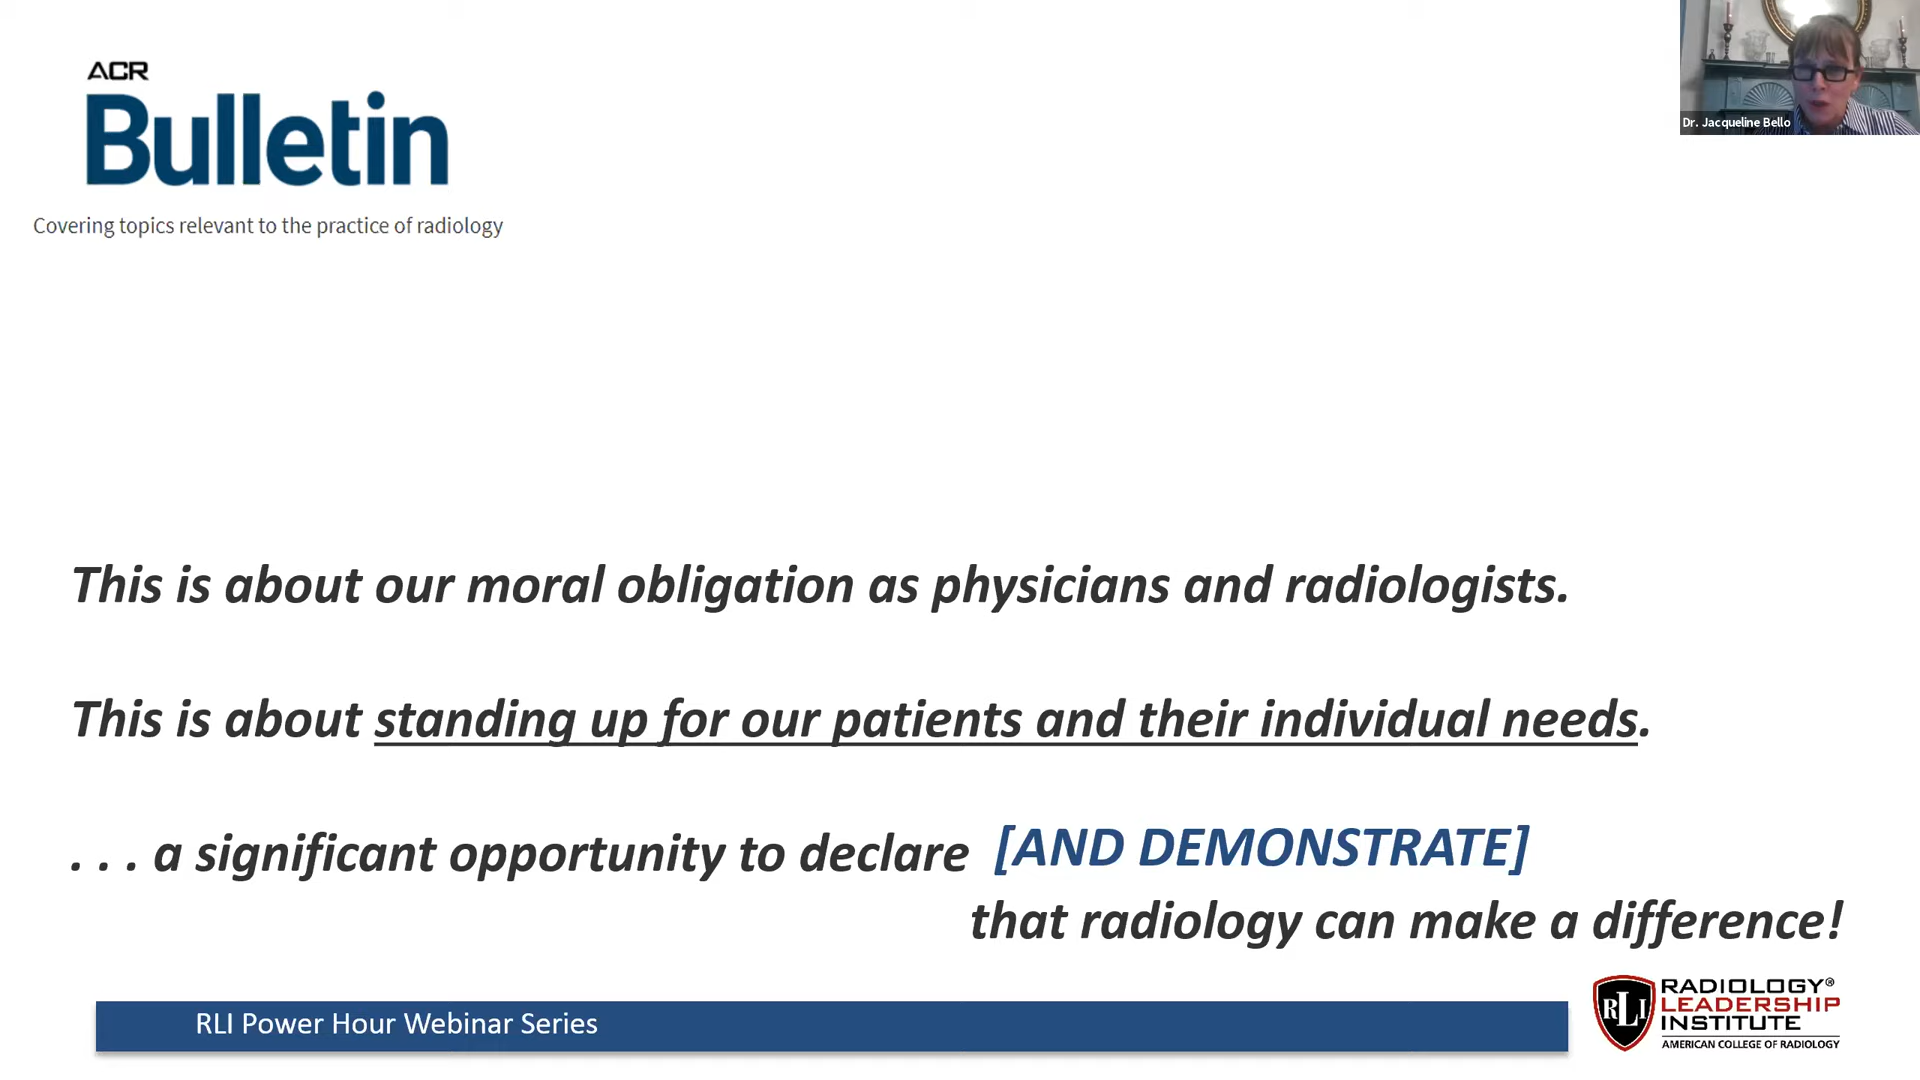 ACR
Bulletin
Covering topics relevant to the practice of radiology
Dr. Jacqueline Bello
This is about our moral obligation as physicians and radiologists.
This is about standing up for our patients and their individual needs.
. . . a significant opportunity to declare [AND DEMONSTRATE]
that radiology can make a difference!
RLI Power Hour Webinar Series
RLI
RADIOLOGY®
LEADERSHIP
INSTITUTE
AMERICAN COLLEGE OF RADIOLOGY